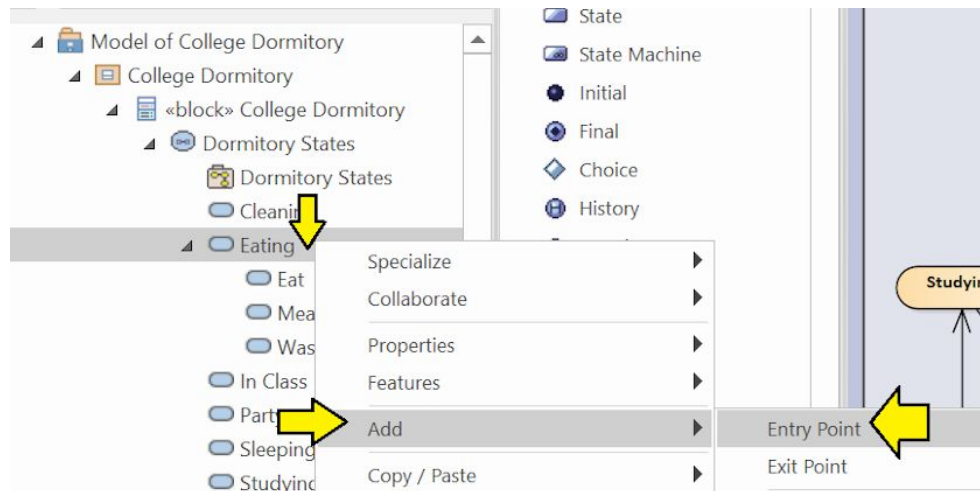 Model of College Dormitory
College Dormitory
«block» College Dormitory
Dormitory States
Dormitory States
Eating
Eat
In Class
Sleeping
State
State Machine
Initial
Final
Choice
History
Specialize
Collaborate
Properties
Features
Add
Copy / Paste
Entry Point
Exit Point